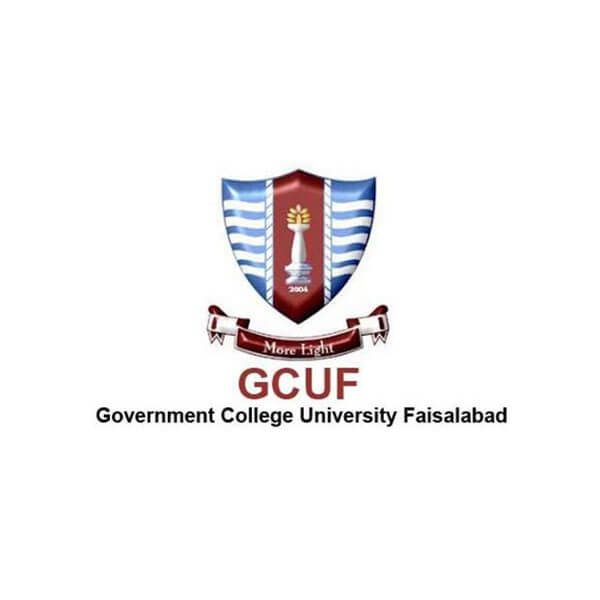 2004
More Light
GCUF
Government College University Faisalabad